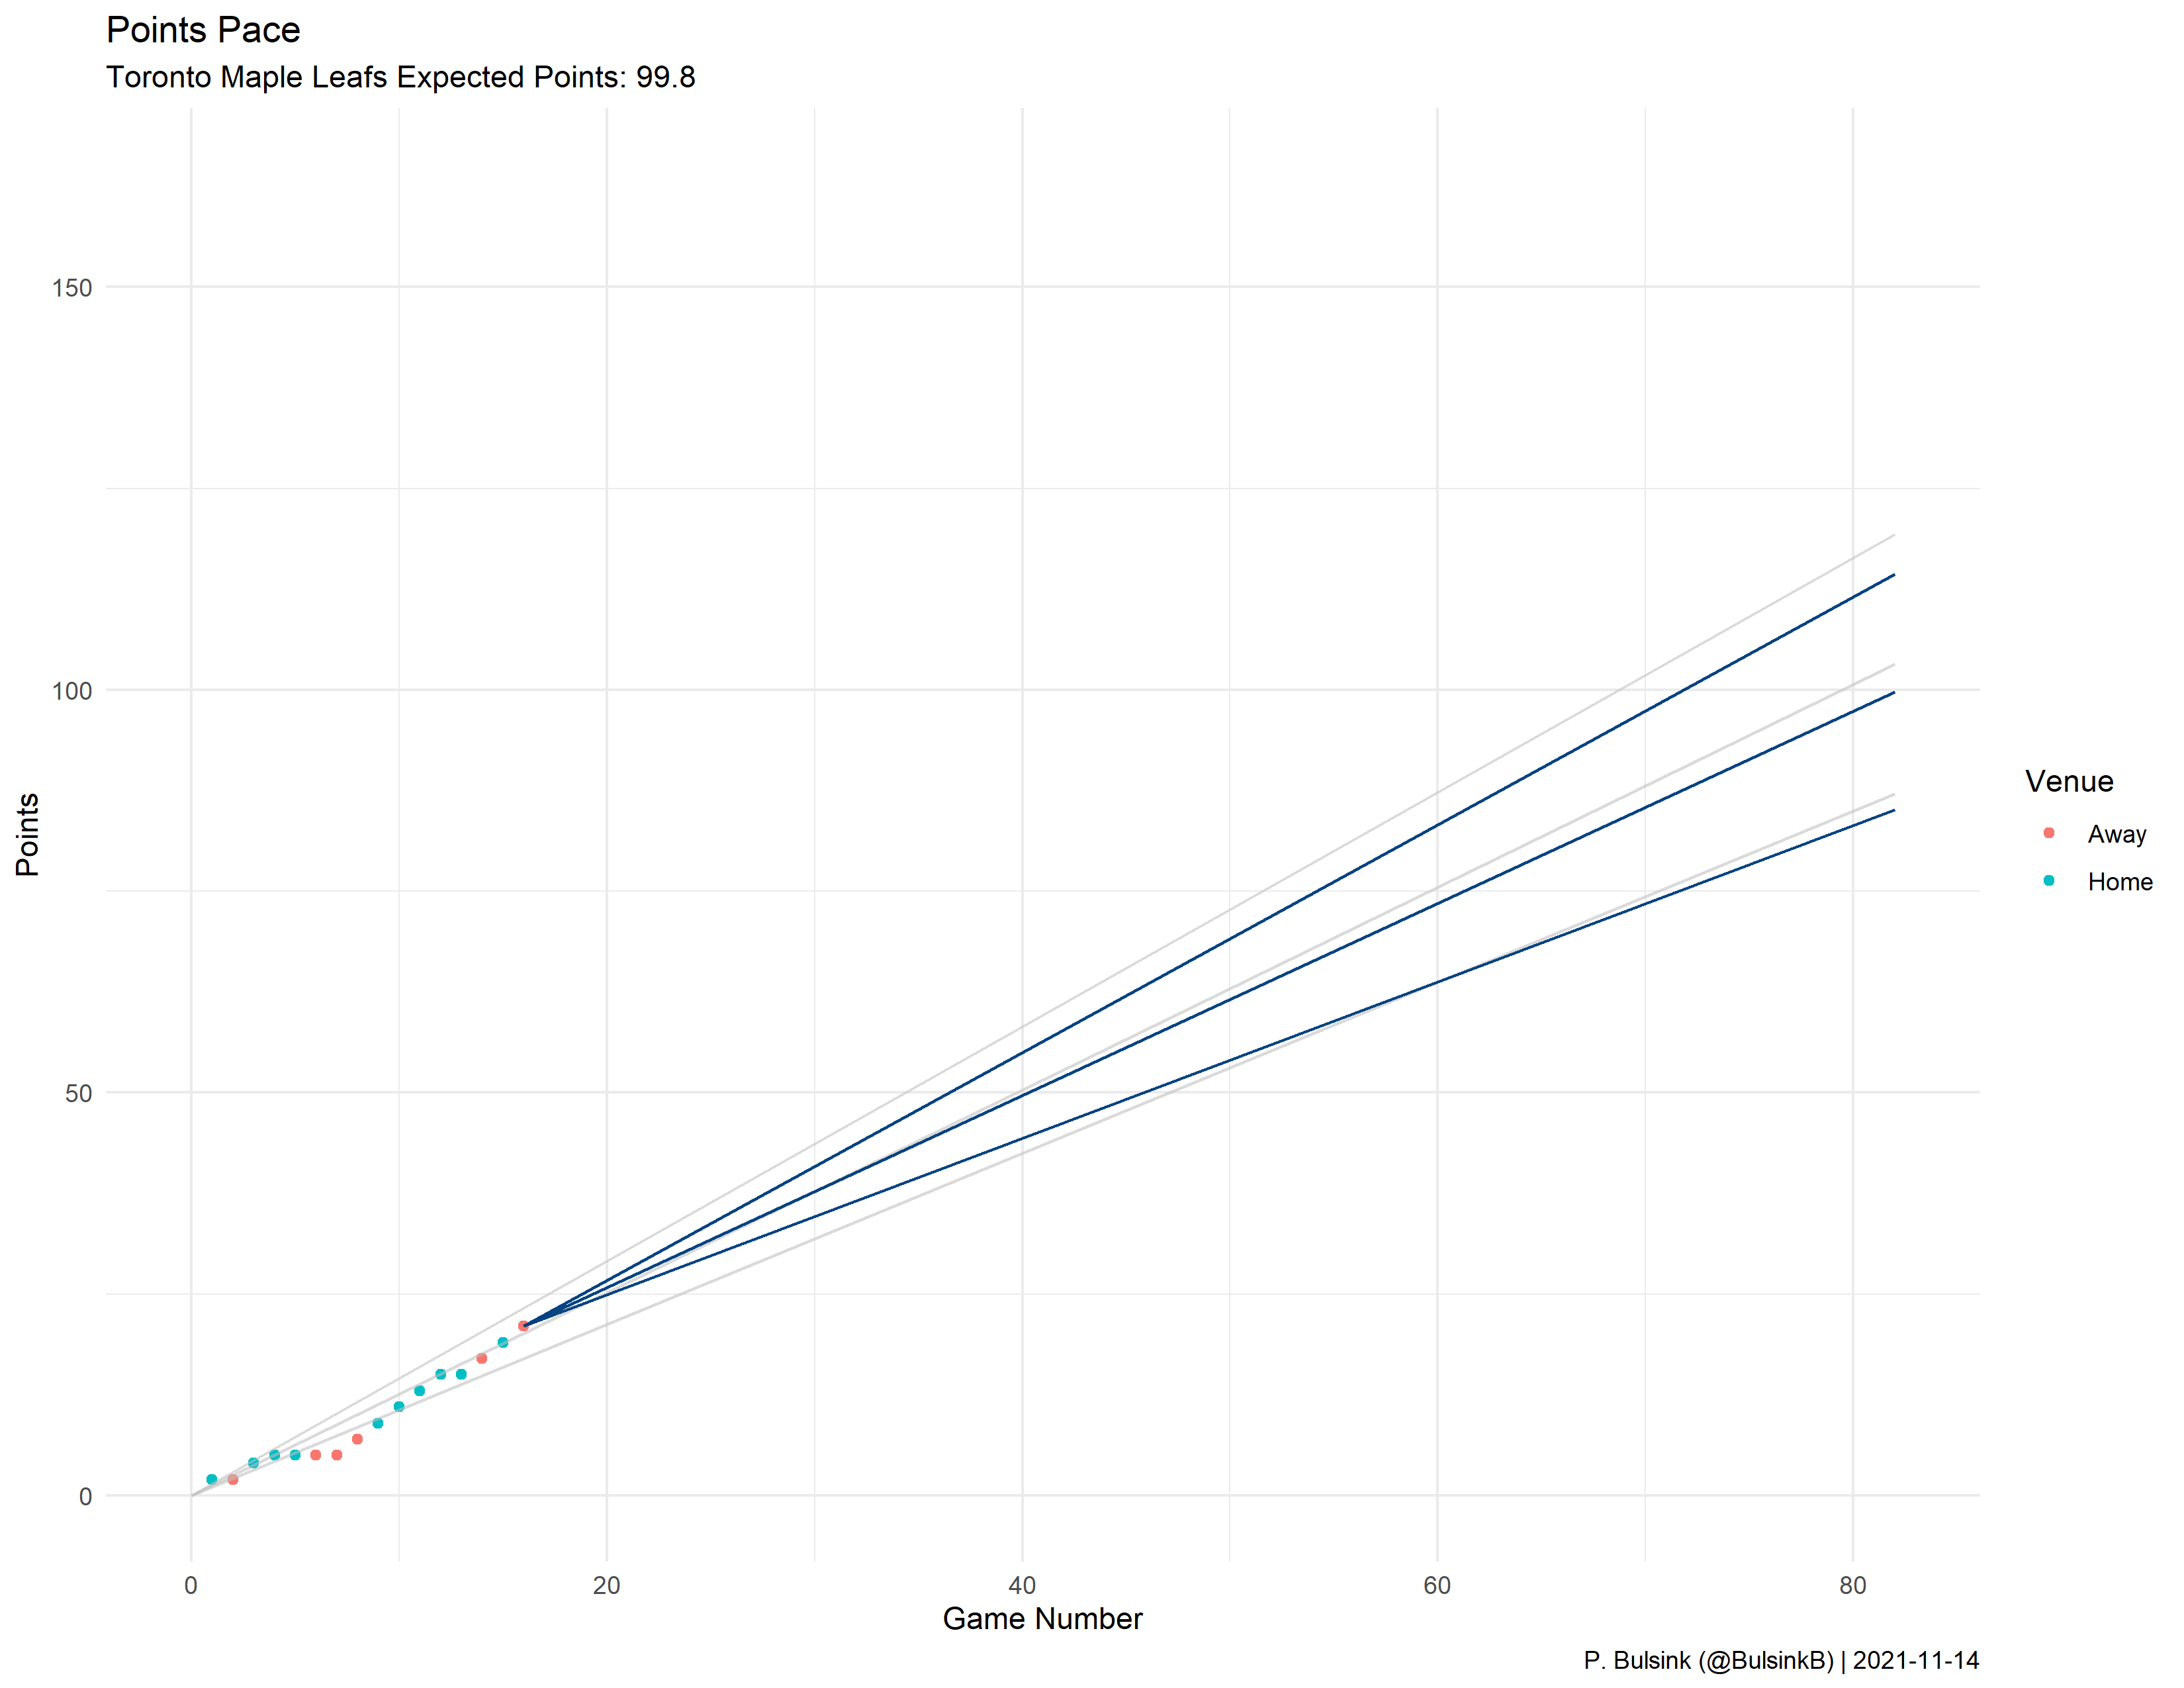 Points Pace
Toronto Maple Leafs Expected Points: 99.8
150
100
50
0
Points
0 20 40 60 80
Game Number
Venue
Away
Home
P. Bulsink (@BulsinkB) | 2021-11-14